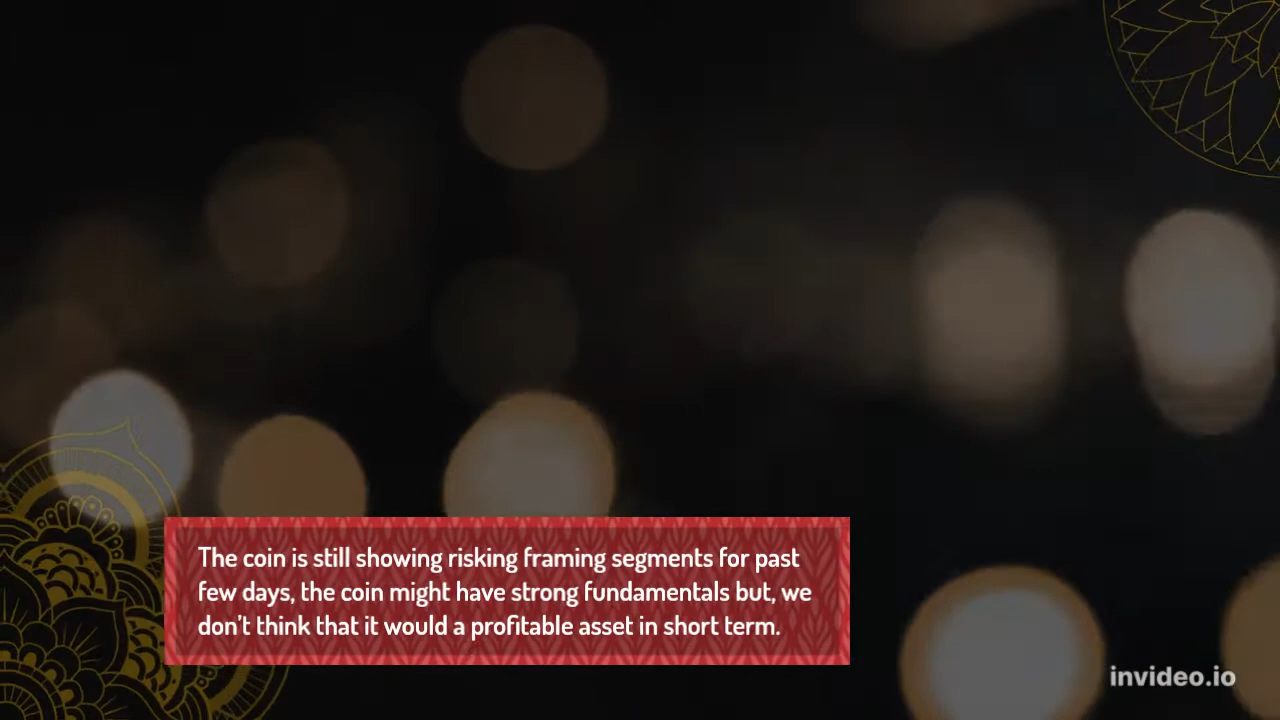 The coin is still showing risking framing segments for past
few days, the coin might have strong fundamentals but, we
don't think that it would a profitable asset in short term.
invideo.io